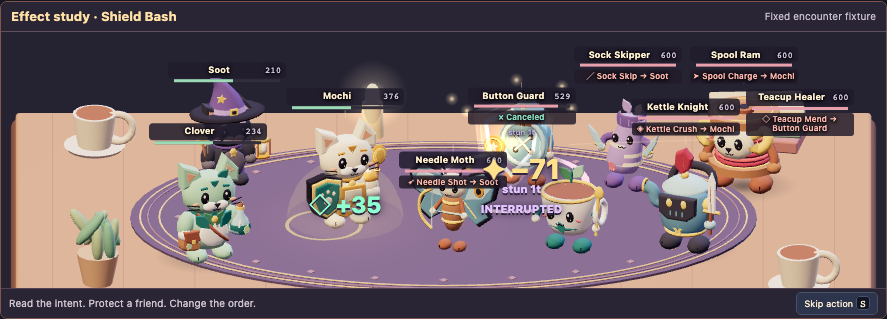 Effect study · Shield Bash
Fixed encounter fixture
Sock Skipper 600
Sock Skip → Soot
Spool Ram 600
Spool Charge → Mochi
Soot 210
Mochi 376
Button Guard 529
× Canceled
stun 1t
Kettle Knight 600
Kettle Crush → Mochi
Teacup Healer 600
Teacup Mend →
Button Guard
Clover 234
Needle Moth 600
Needle Shot → Soot
-71
stun 1t
INTERRUPTED
+35
Read the intent. Protect a friend. Change the order.
Skip action S